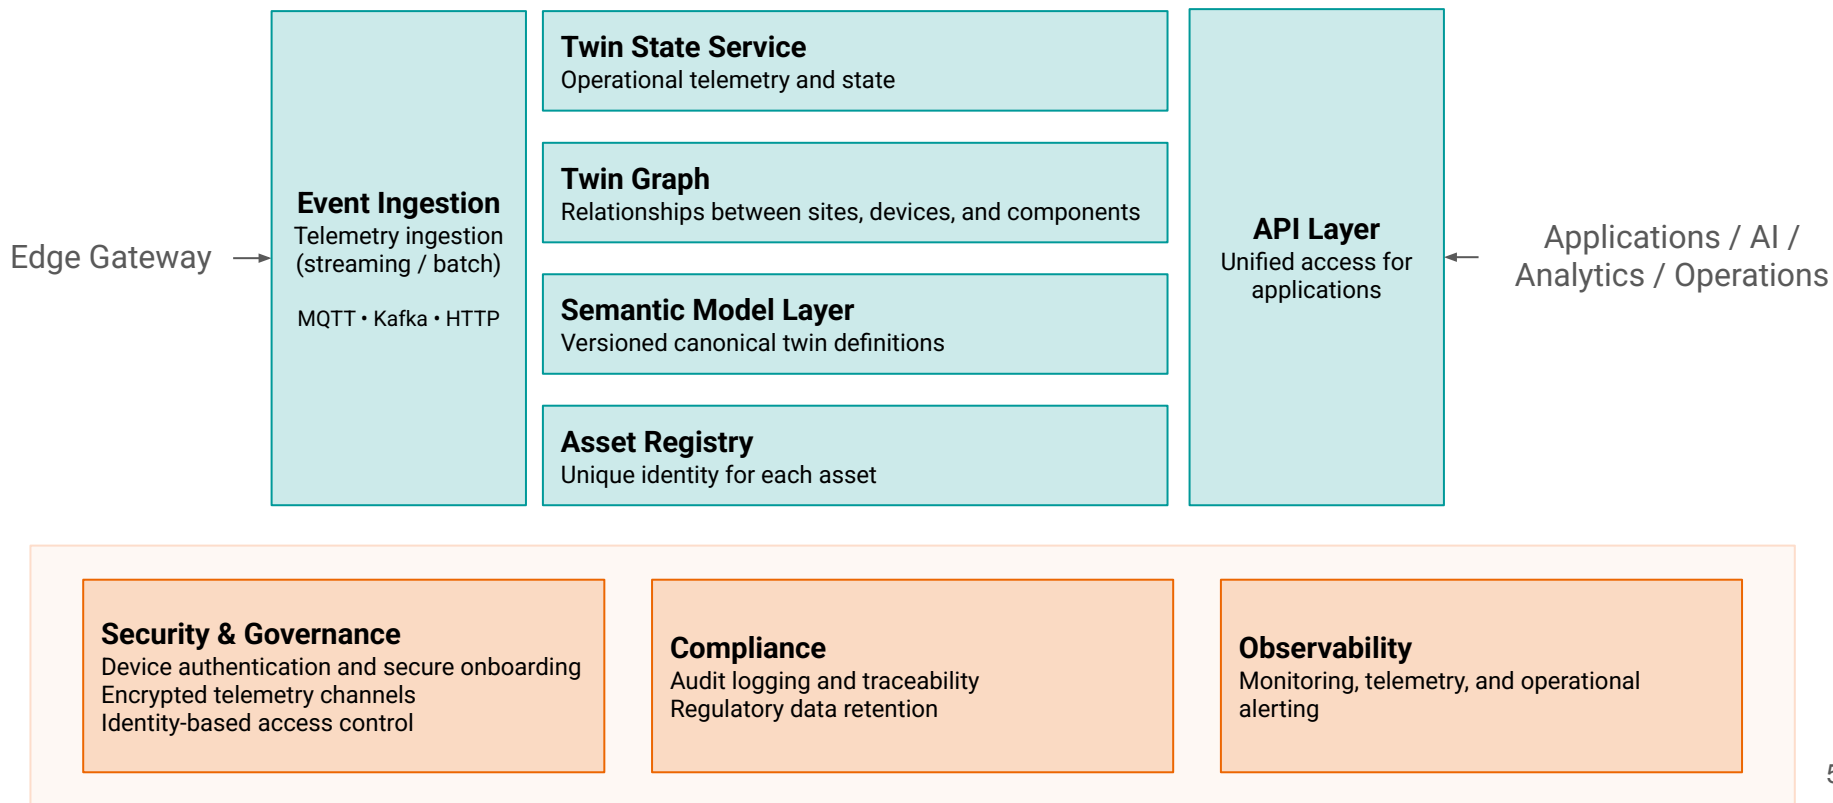 Edge Gateway
Event Ingestion
Telemetry ingestion
(streaming / batch)
MQTT • Kafka • HTTP
Twin State Service
Operational telemetry and state
Twin Graph
Relationships between sites, devices, and components
Semantic Model Layer
Versioned canonical twin definitions
Asset Registry
Unique identity for each asset
API Layer
Unified access for
applications
Applications / AI /
Analytics / Operations
Security & Governance
Device authentication and secure onboarding
Encrypted telemetry channels
Identity-based access control
Compliance
Audit logging and traceability
Regulatory data retention
Observability
Monitoring, telemetry, and operational
alerting